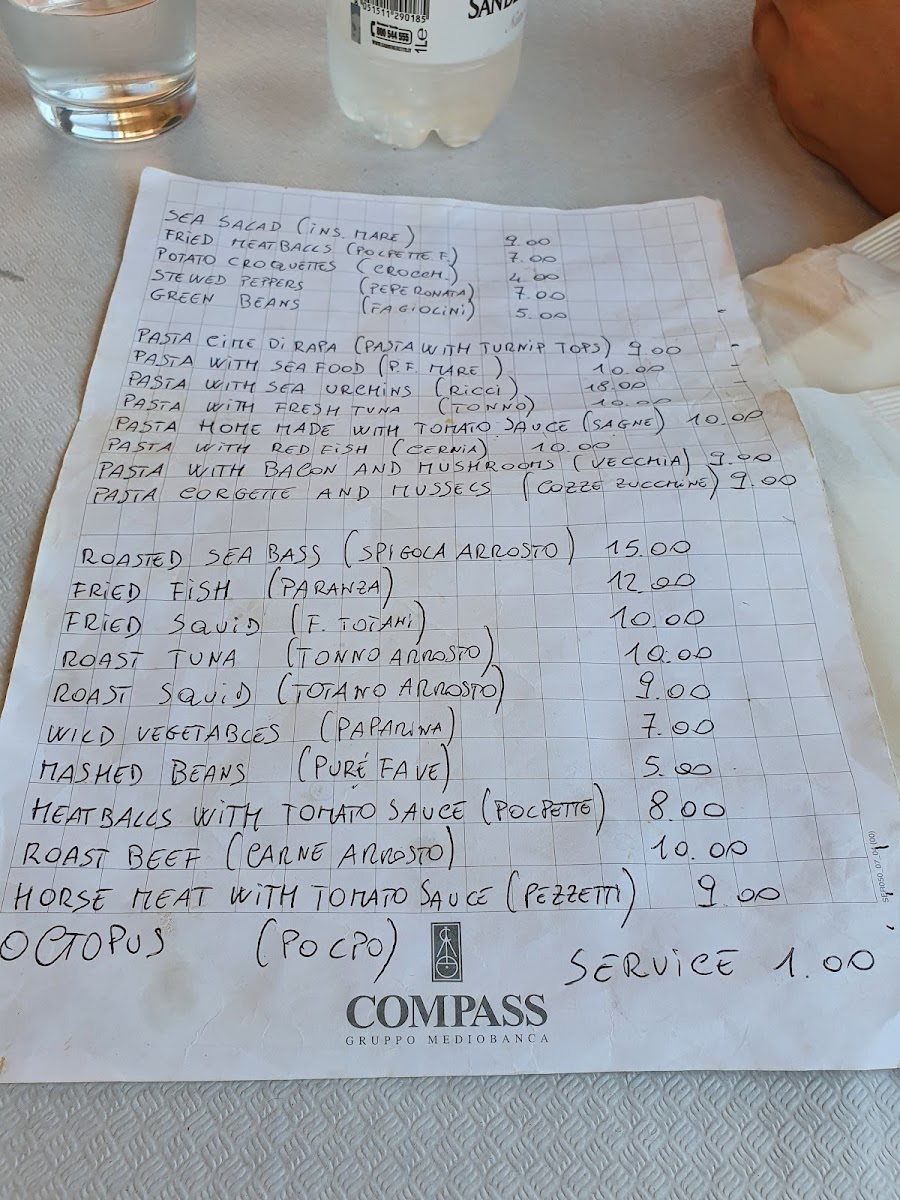 8051511290185
800 544 555
1Le
SEA SALAD (INS. MARE) 9.00
FRIED MEATBALLS (POLPETTE F.) 7.00
POTATO CROQUETTES (CROCCH.) 4.00
STEWED PEPPERS (PEPERONATA) 7.00
GREEN BEANS (FAGIOLINI) 5.00
PASTA CIME DI RAPA (PASTA WITH TURNIP TOPS) 9.00
PASTA WITH SEA FOOD (P.F. MARE) 10.00
PASTA WITH SEA URCHINS (RICCI) 18.00
PASTA WITH FRESH TUNA (TONNO) 10.00
PASTA HOME MADE WITH TOMATO SAUCE (SAGNE) 10.00
PASTA WITH RED FISH (CERNIA) 10.00
PASTA WITH BACON AND MUSHROOMS (VECCHIA) 9.00
PASTA CORGETTE AND MUSSELS (COZZE ZUCCHINE) 9.00
ROASTED SEA BASS (SPIGOLA ARROSTO) 15.00
FRIED FISH (PARANZA) 12.00
FRIED SQUID (F. TOTANI) 10.00
ROAST TUNA (TONNO ARROSTO) 10.00
ROAST SQUID (TOTANO ARROSTO) 9.00
WILD VEGETABLES (PAPARINA) 7.00
MASHED BEANS (PURÉ FAVE) 5.00
MEATBALLS WITH TOMATO SAUCE (POLPETTE) 8.00
ROAST BEEF (CARNE ARROSTO) 10.00
HORSE MEAT WITH TOMATO SAUCE (PEZZETTI) 9.00
OCTOPUS (POLPO) SERVICE 1.00
COMPASS
GRUPPO MEDIOBANCA